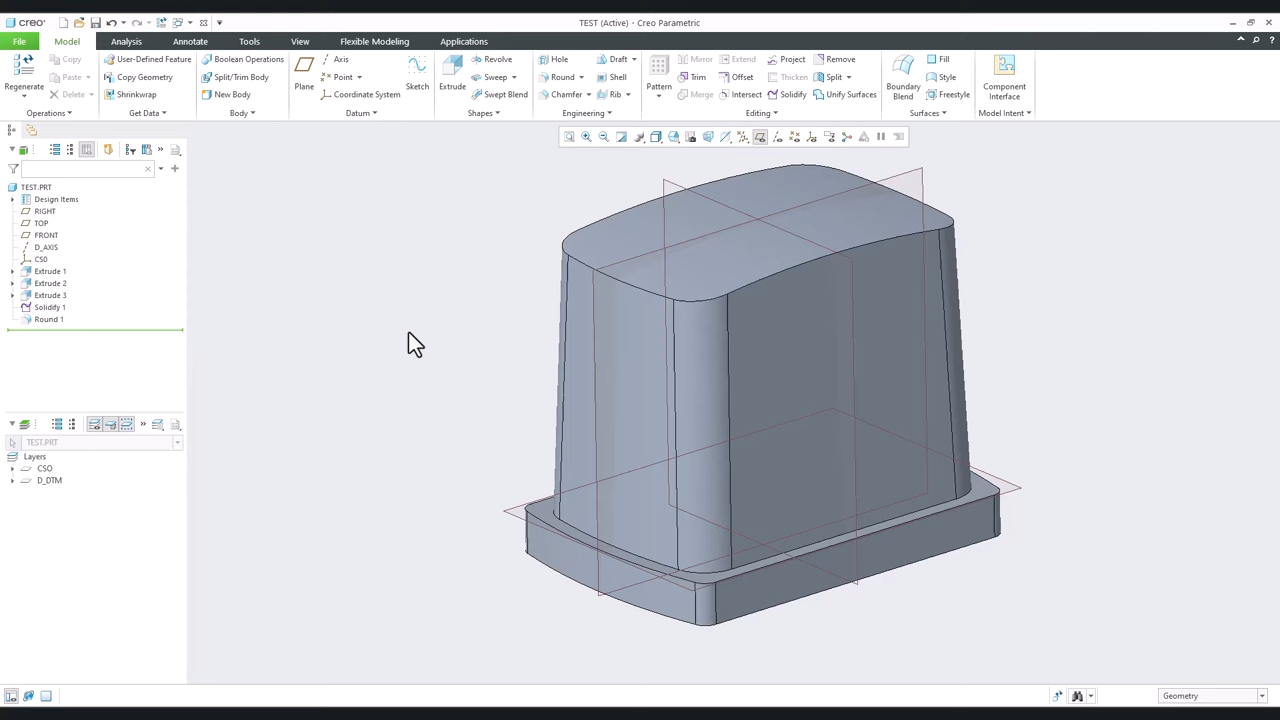 creo
TEST (Active) - Creo Parametric
File Model Analysis Annotate Tools View Flexible Modeling Applications
Regenerate
Copy
Paste
Delete
Operations
User-Defined Feature
Copy Geometry
Shrinkwrap
Get Data
Boolean Operations
Split/Trim Body
New Body
Body
Plane
Axis
Point
Coordinate System
Sketch
Datum
Extrude
Revolve
Sweep
Swept Blend
Shapes
Hole
Round
Chamfer
Draft
Shell
Rib
Engineering
Pattern
Mirror
Trim
Merge
Extend
Offset
Intersect
Project
Thicken
Solidify
Remove
Split
Unify Surfaces
Editing
Boundary
Blend
Fill
Style
Freestyle
Surfaces
Component
Interface
Model Intent
TEST.PRT
Design Items
RIGHT
TOP
FRONT
D_AXIS
CS0
Extrude 1
Extrude 2
Extrude 3
Solidify 1
Round 1
TEST.PRT
Layers
CSO
D_DTM
Geometry